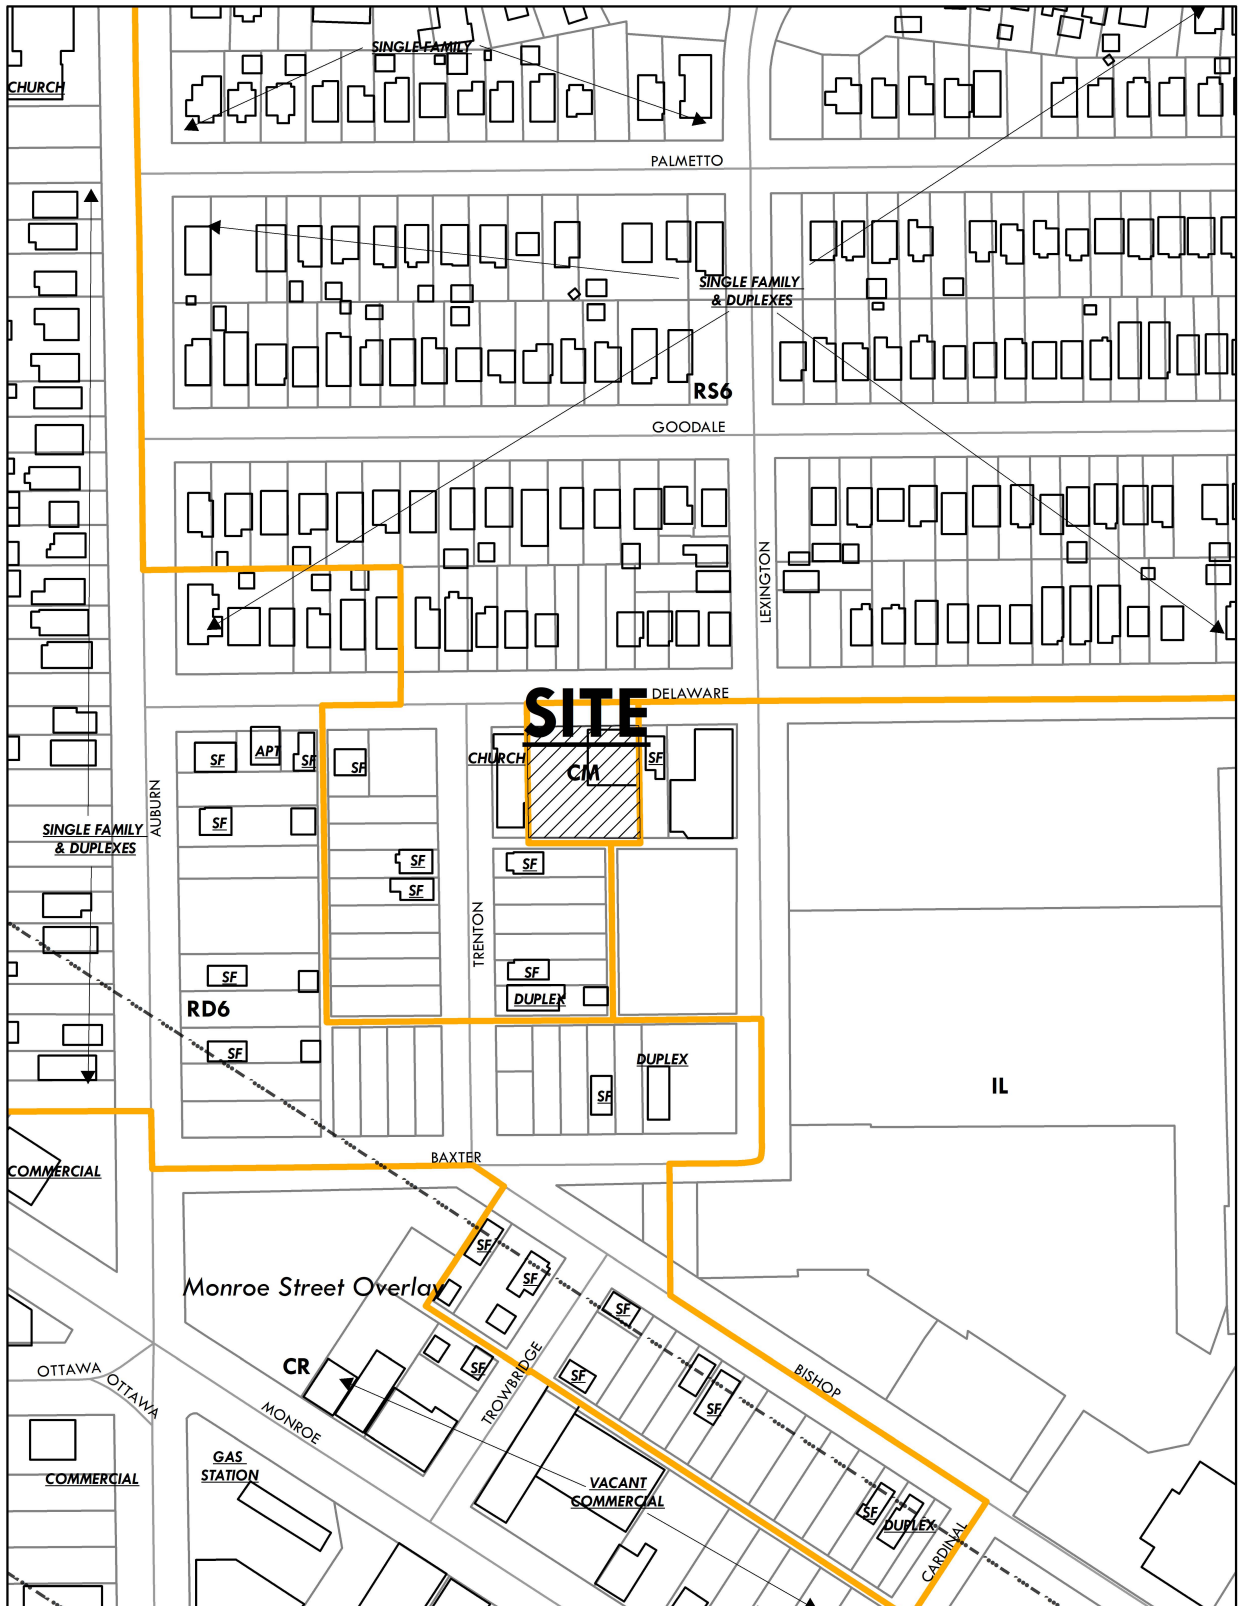 SINGLE FAMILY
CHURCH
PALMETTO
SINGLE FAMILY
& DUPLEXES
RS6
GOODALE
LEXINGTON
SITE
DELAWARE
CHURCH
CM
SF
SF
APT
SF
SF
AUBURN
SF
SINGLE FAMILY
& DUPLEXES
SF
SF
SF
TRENTON
SF
SF
DUPLEX
RD6
SF
DUPLEX
SF
IL
BAXTER
COMMERCIAL
SF
SF
Monroe Street Overlay
SF
CR
SF
SF
TROWBRIDGE
BISHOP
OTTAWA
OTTAWA
MONROE
SF
GAS
STATION
COMMERCIAL
VACANT
COMMERCIAL
SF
DUPLEX
CARDINAL